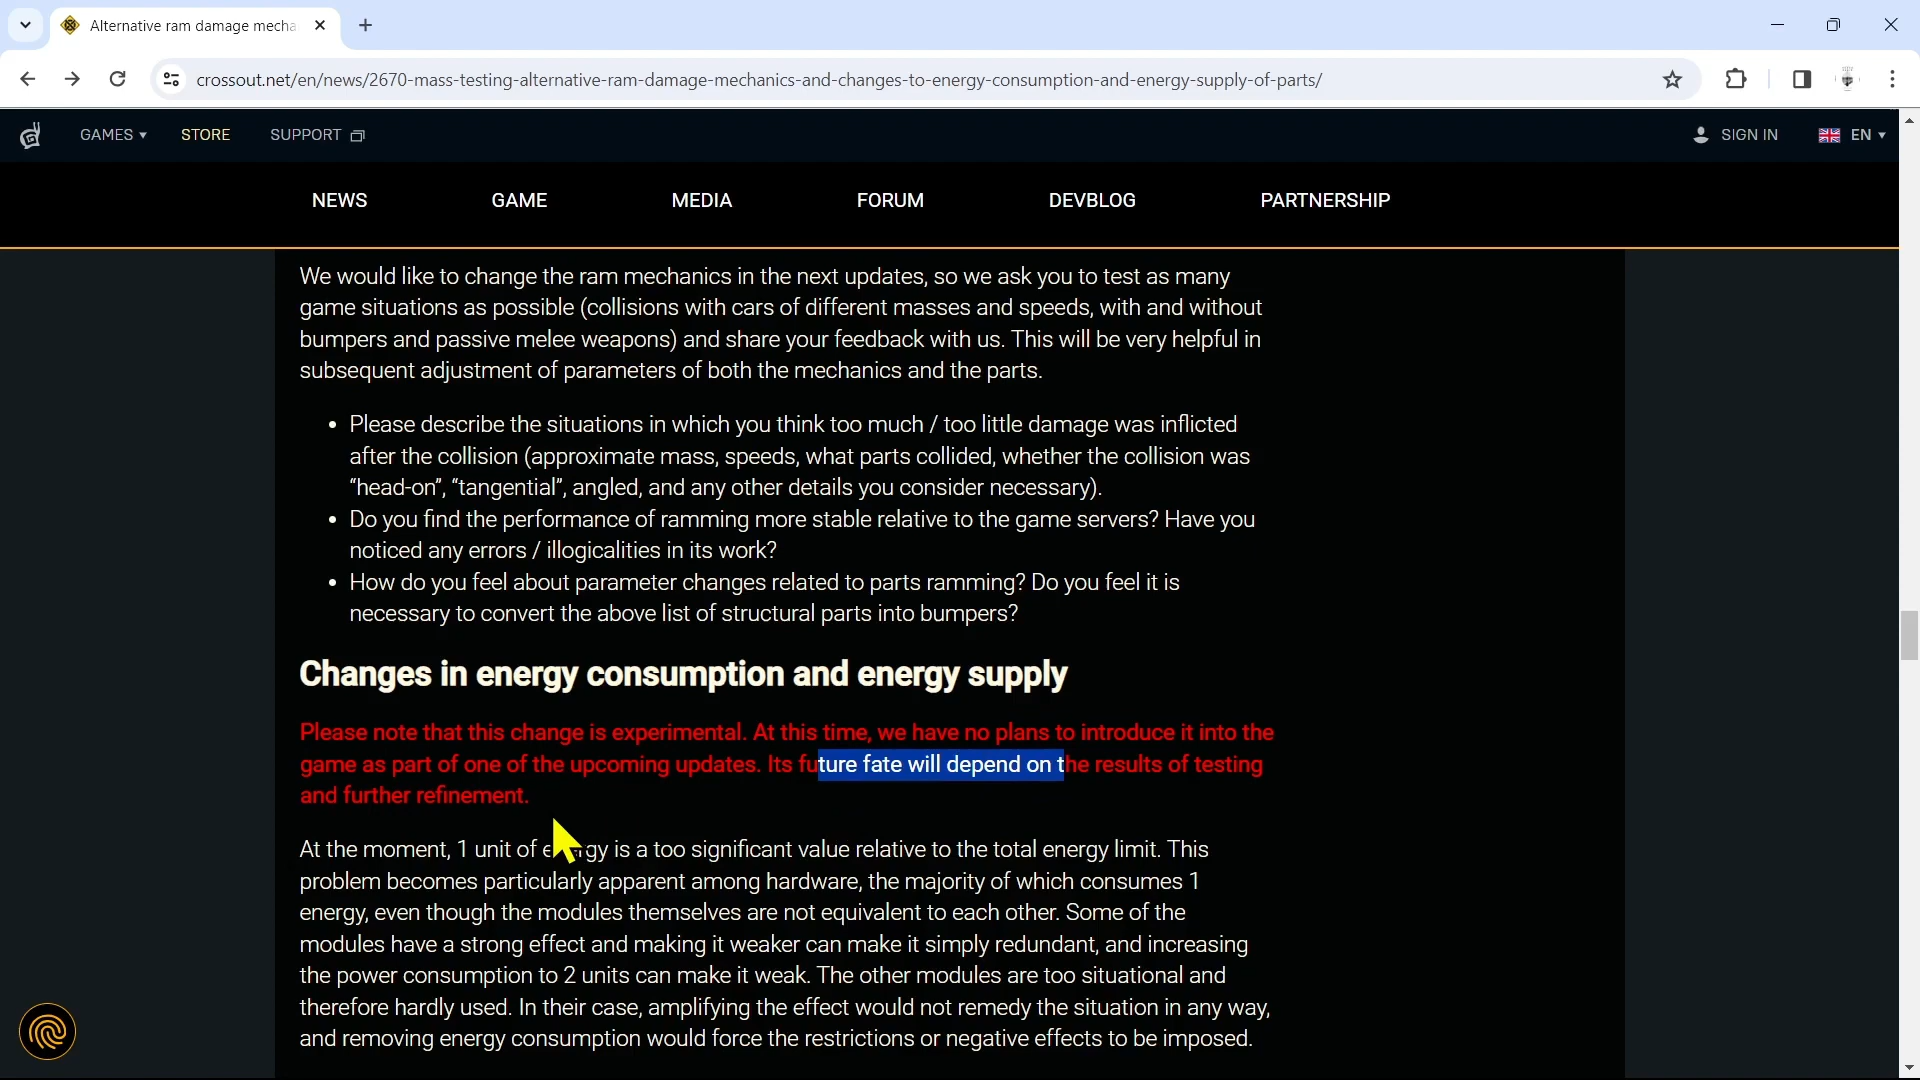 Alternative ram damage mecha
crossout.net/en/news/2670-mass-testing-alternative-ram-damage-mechanics-and-changes-to-energy-consumption-and-energy-supply-of-parts/
GAMES STORE SUPPORT SIGN IN EN
NEWS GAME MEDIA FORUM DEVBLOG PARTNERSHIP
We would like to change the ram mechanics in the next updates, so we ask you to test as many
game situations as possible (collisions with cars of different masses and speeds, with and without
bumpers and passive melee weapons) and share your feedback with us. This will be very helpful in
subsequent adjustment of parameters of both the mechanics and the parts.
• Please describe the situations in which you think too much / too little damage was inflicted
after the collision (approximate mass, speeds, what parts collided, whether the collision was
“head-on”, “tangential”, angled, and any other details you consider necessary).
• Do you find the performance of ramming more stable relative to the game servers? Have you
noticed any errors / illogicalities in its work?
• How do you feel about parameter changes related to parts ramming? Do you feel it is
necessary to convert the above list of structural parts into bumpers?
Changes in energy consumption and energy supply
Please note that this change is experimental. At this time, we have no plans to introduce it into the
game as part of one of the upcoming updates. Its future fate will depend on the results of testing
and further refinement.
At the moment, 1 unit of energy is a too significant value relative to the total energy limit. This
problem becomes particularly apparent among hardware, the majority of which consumes 1
energy, even though the modules themselves are not equivalent to each other. Some of the
modules have a strong effect and making it weaker can make it simply redundant, and increasing
the power consumption to 2 units can make it weak. The other modules are too situational and
therefore hardly used. In their case, amplifying the effect would not remedy the situation in any way,
and removing energy consumption would force the restrictions or negative effects to be imposed.